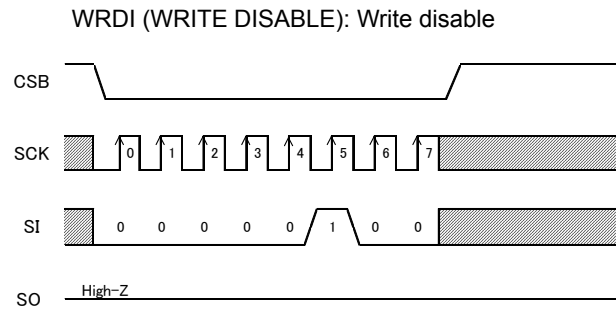 WRDI (WRITE DISABLE): Write disable
CSB
SCK 0 1 2 3 4 5 6 7
SI 0 0 0 0 0 1 0 0
SO High-Z